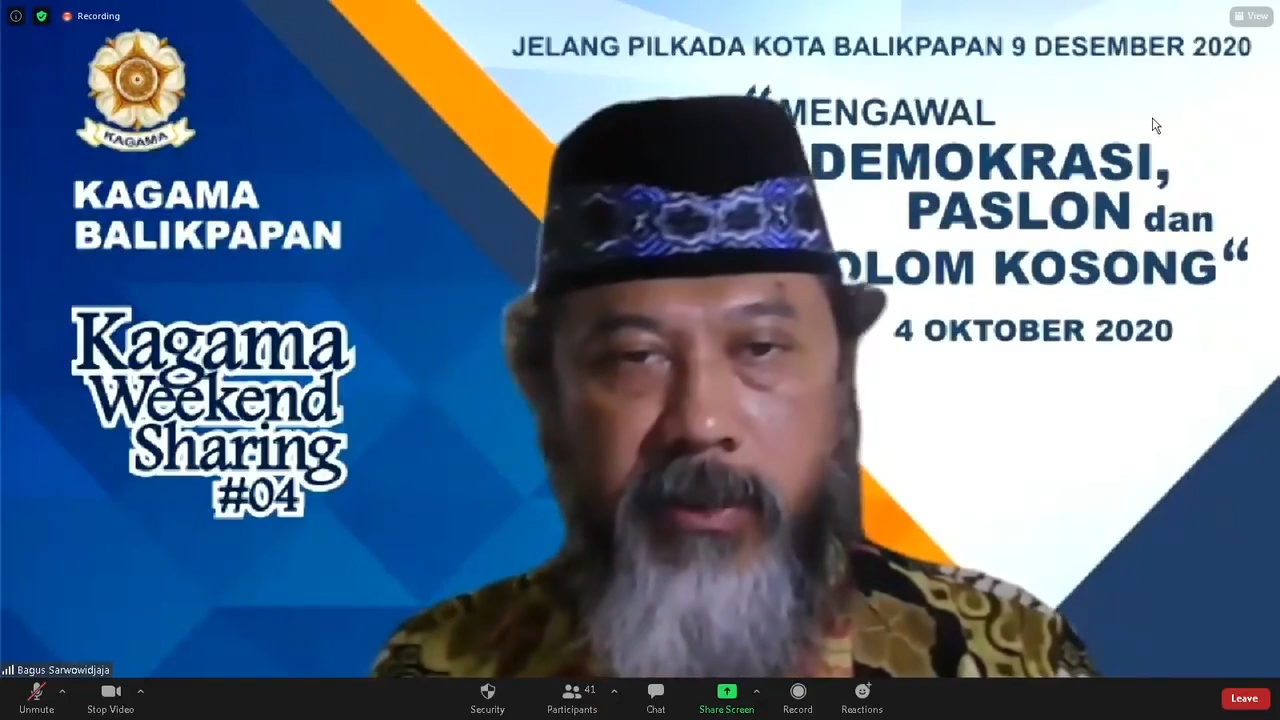 Recording
View
KAGAMA
KAGAMA
BALIKPAPAN
Kagama
Weekend
Sharing
#04
JELANG PILKADA KOTA BALIKPAPAN 9 DESEMBER 2020
“MENGAWAL
DEMOKRASI,
PASLON dan
OLOM KOSONG“
4 OKTOBER 2020
Bagus Sarwowidjaja
Unmute
Stop Video
Security
41
Participants
Chat
Share Screen
Record
Reactions
Leave